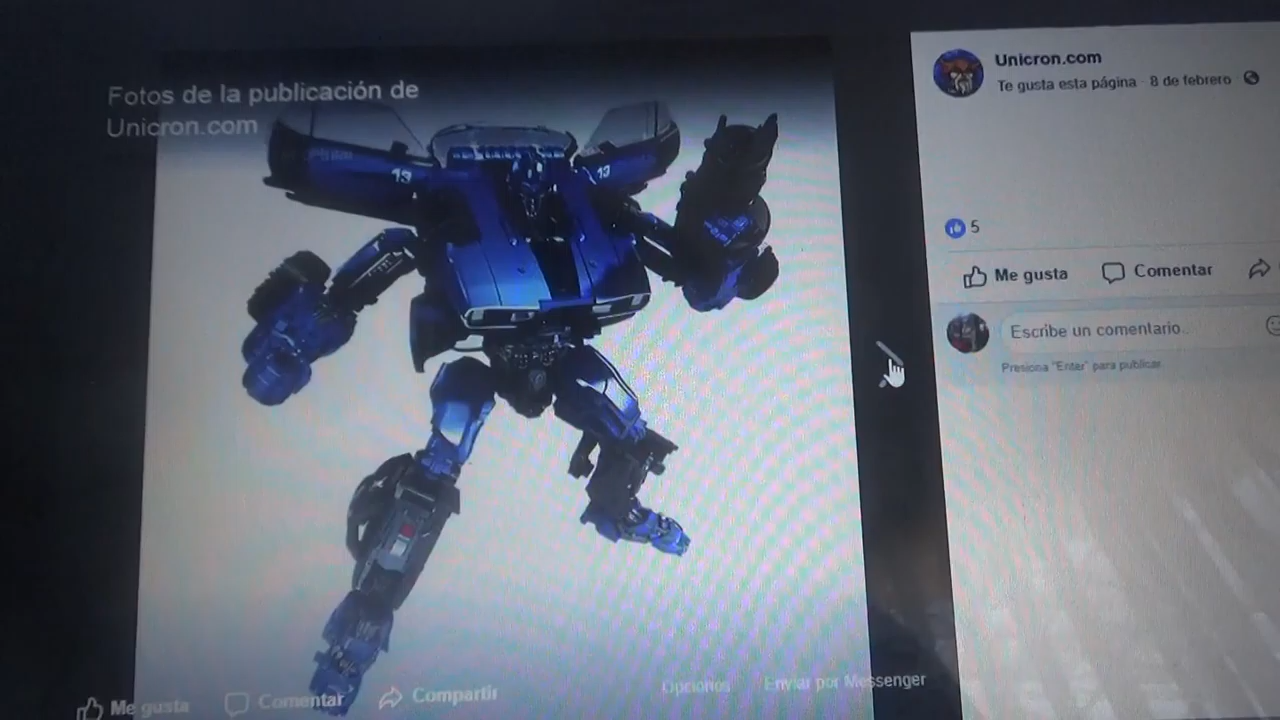 Fotos de la publicación de
Unicron.com
13
13
Me gusta
Comentar
Compartir
Opciones
Enviar por Messenger
Unicron.com
Te gusta esta página · 8 de febrero
5
Me gusta
Comentar
Escribe un comentario...
Presiona "Enter" para publicar.